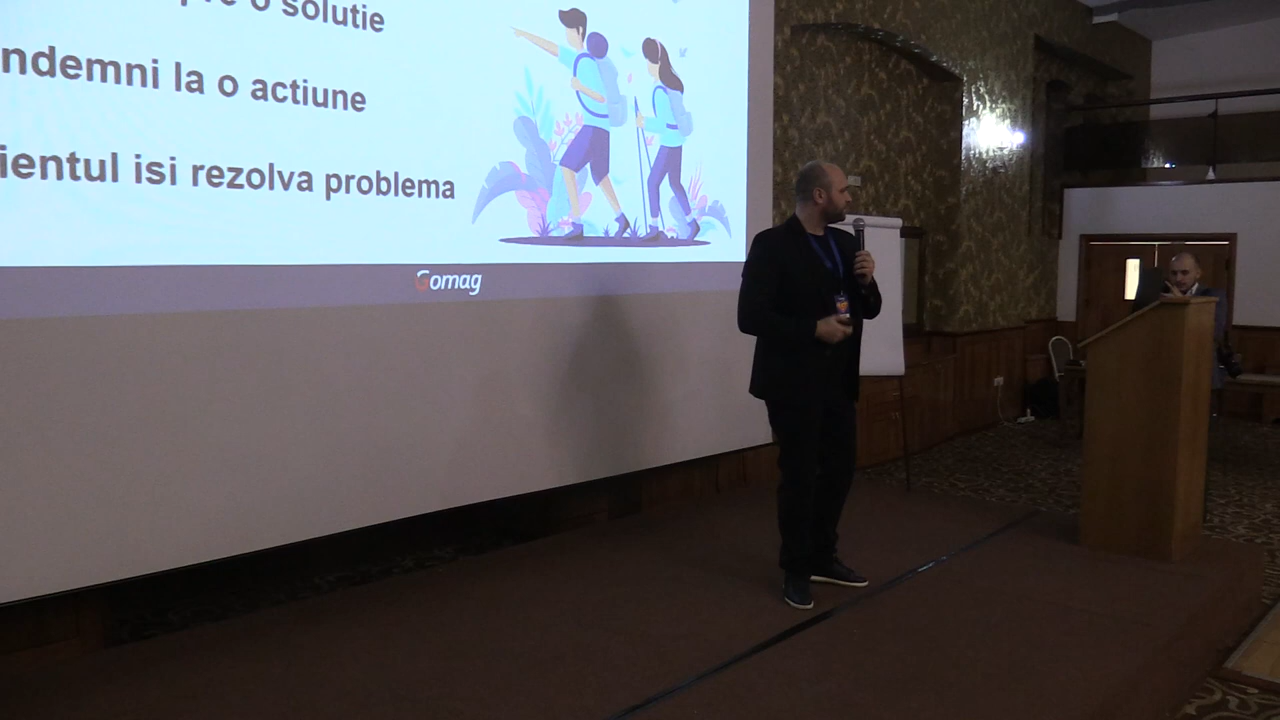 o solutie
ndemni la o actiune
ientul isi rezolva problema
Gomag